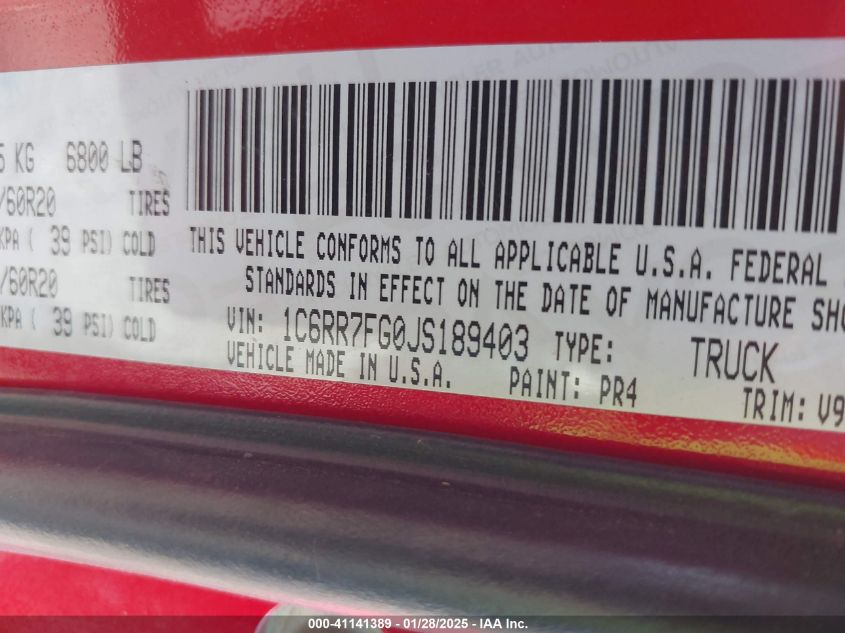 5 KG 6800 LB
/60R20 TIRES
KPA ( 39 PSI) COLD
/60R20 TIRES
KPA ( 39 PSI) COLD
THIS VEHICLE CONFORMS TO ALL APPLICABLE U.S.A. FEDERAL
STANDARDS IN EFFECT ON THE DATE OF MANUFACTURE SHO
VIN: 1C6RR7FG0JS189403 TYPE: TRUCK
VEHICLE MADE IN U.S.A. PAINT: PR4 TRIM: V9
000-41141389 - 01/28/2025 - IAA Inc.